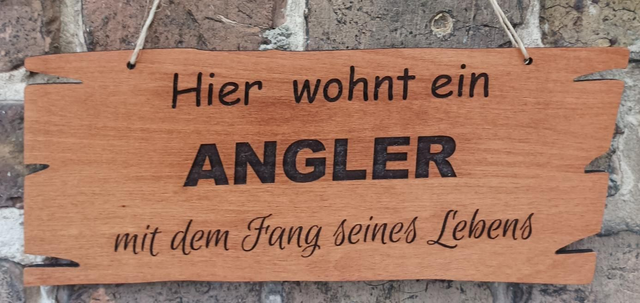 Hier wohnt ein
ANGLER
mit dem Fang seines Lebens